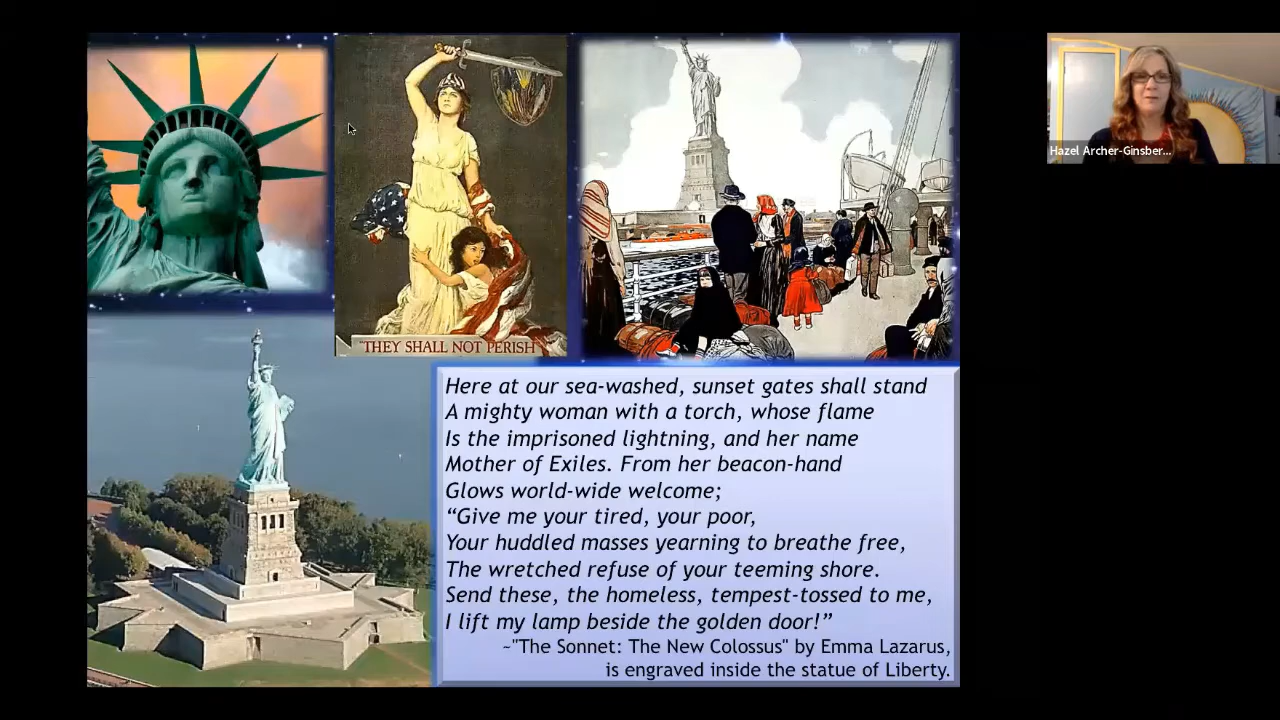 Hazel Archer-Ginsber...
"THEY SHALL NOT PERISH"
Here at our sea-washed, sunset gates shall stand
A mighty woman with a torch, whose flame
Is the imprisoned lightning, and her name
Mother of Exiles. From her beacon-hand
Glows world-wide welcome;
“Give me your tired, your poor,
Your huddled masses yearning to breathe free,
The wretched refuse of your teeming shore.
Send these, the homeless, tempest-tossed to me,
I lift my lamp beside the golden door!”
~"The Sonnet: The New Colossus" by Emma Lazarus,
is engraved inside the statue of Liberty.